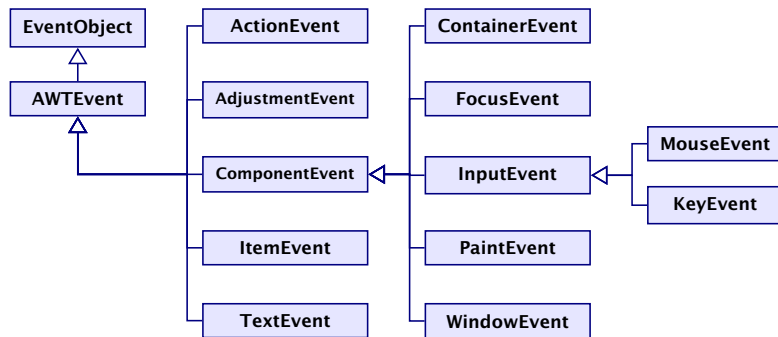 EventObject
AWTEvent
ActionEvent
AdjustmentEvent
ComponentEvent
ItemEvent
TextEvent
ContainerEvent
FocusEvent
InputEvent
PaintEvent
WindowEvent
MouseEvent
KeyEvent